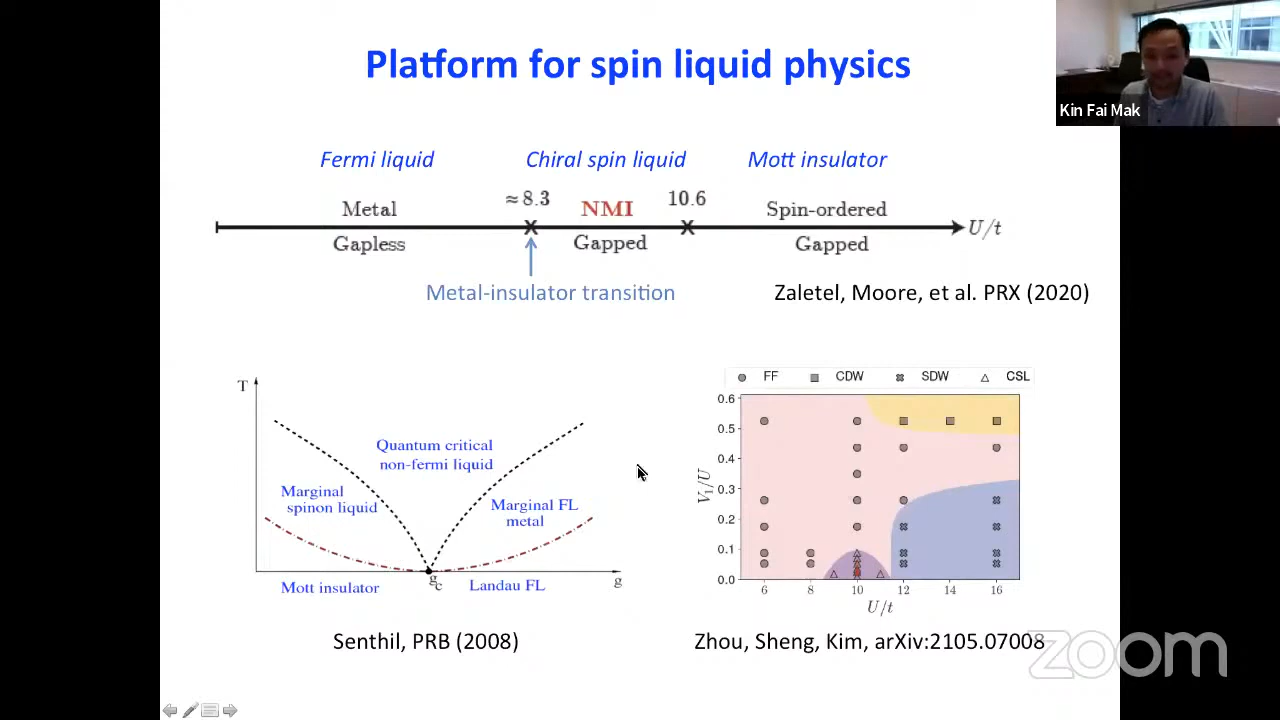 Platform for spin liquid physics
Kin Fai Mak
Fermi liquid
Chiral spin liquid
Mott insulator
≈8.3
10.6
Metal
NMI
Spin-ordered
U/t
Gapless
Gapped
Gapped
Metal-insulator transition
Zaletel, Moore, et al. PRX (2020)
T
Quantum critical
non-fermi liquid
Marginal
spinon liquid
Marginal FL
metal
Mott insulator
g
c
Landau FL
g
Senthil, PRB (2008)
FF CDW SDW CSL
0.6
0.5
0.4
0.3
0.2
0.1
0.0
V₁/U
6 8 10 12 14 16
U/t
Zhou, Sheng, Kim, arXiv:2105.07008
zoom